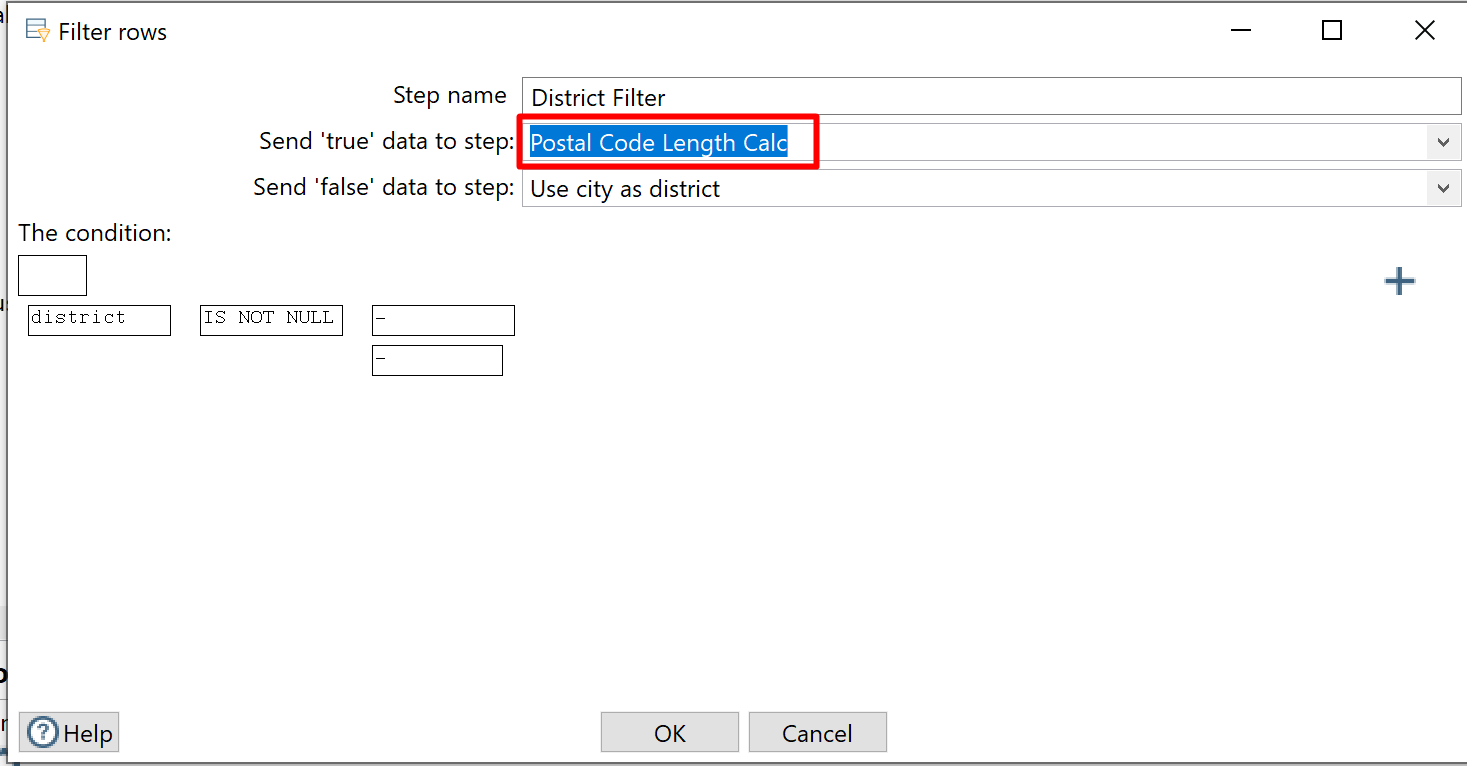 Filter rows
Step name District Filter
Send 'true' data to step: Postal Code Length Calc
Send 'false' data to step: Use city as district
The condition:
district IS NOT NULL -
-
? Help OK Cancel